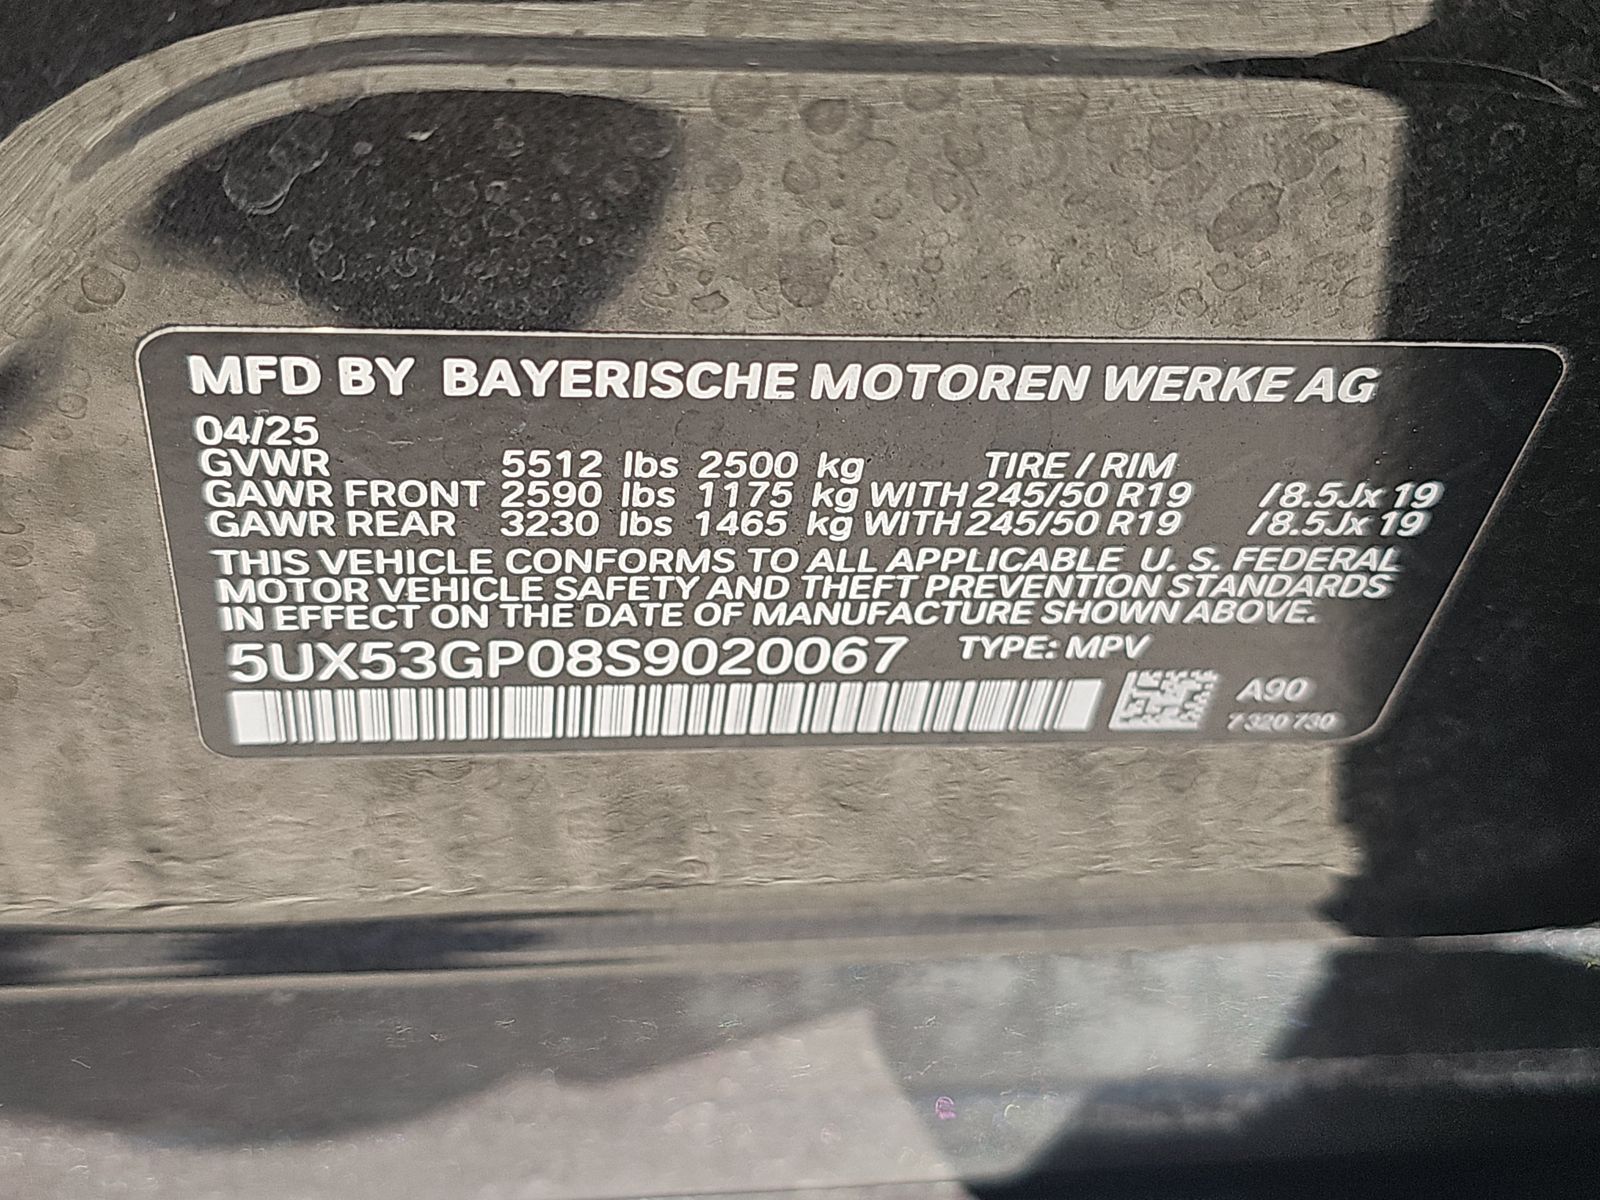 MFD BY BAYERISCHE MOTOREN WERKE AG
04/25
GVWR 5512 lbs 2500 kg TIRE / RIM
GAWR FRONT 2590 lbs 1175 kg WITH 245/50 R19 /8.5Jx 19
GAWR REAR 3230 lbs 1465 kg WITH 245/50 R19 /8.5Jx 19
THIS VEHICLE CONFORMS TO ALL APPLICABLE U. S. FEDERAL
MOTOR VEHICLE SAFETY AND THEFT PREVENTION STANDARDS
IN EFFECT ON THE DATE OF MANUFACTURE SHOWN ABOVE.
5UX53GP08S9020067 TYPE: MPV
A90
7 320 730